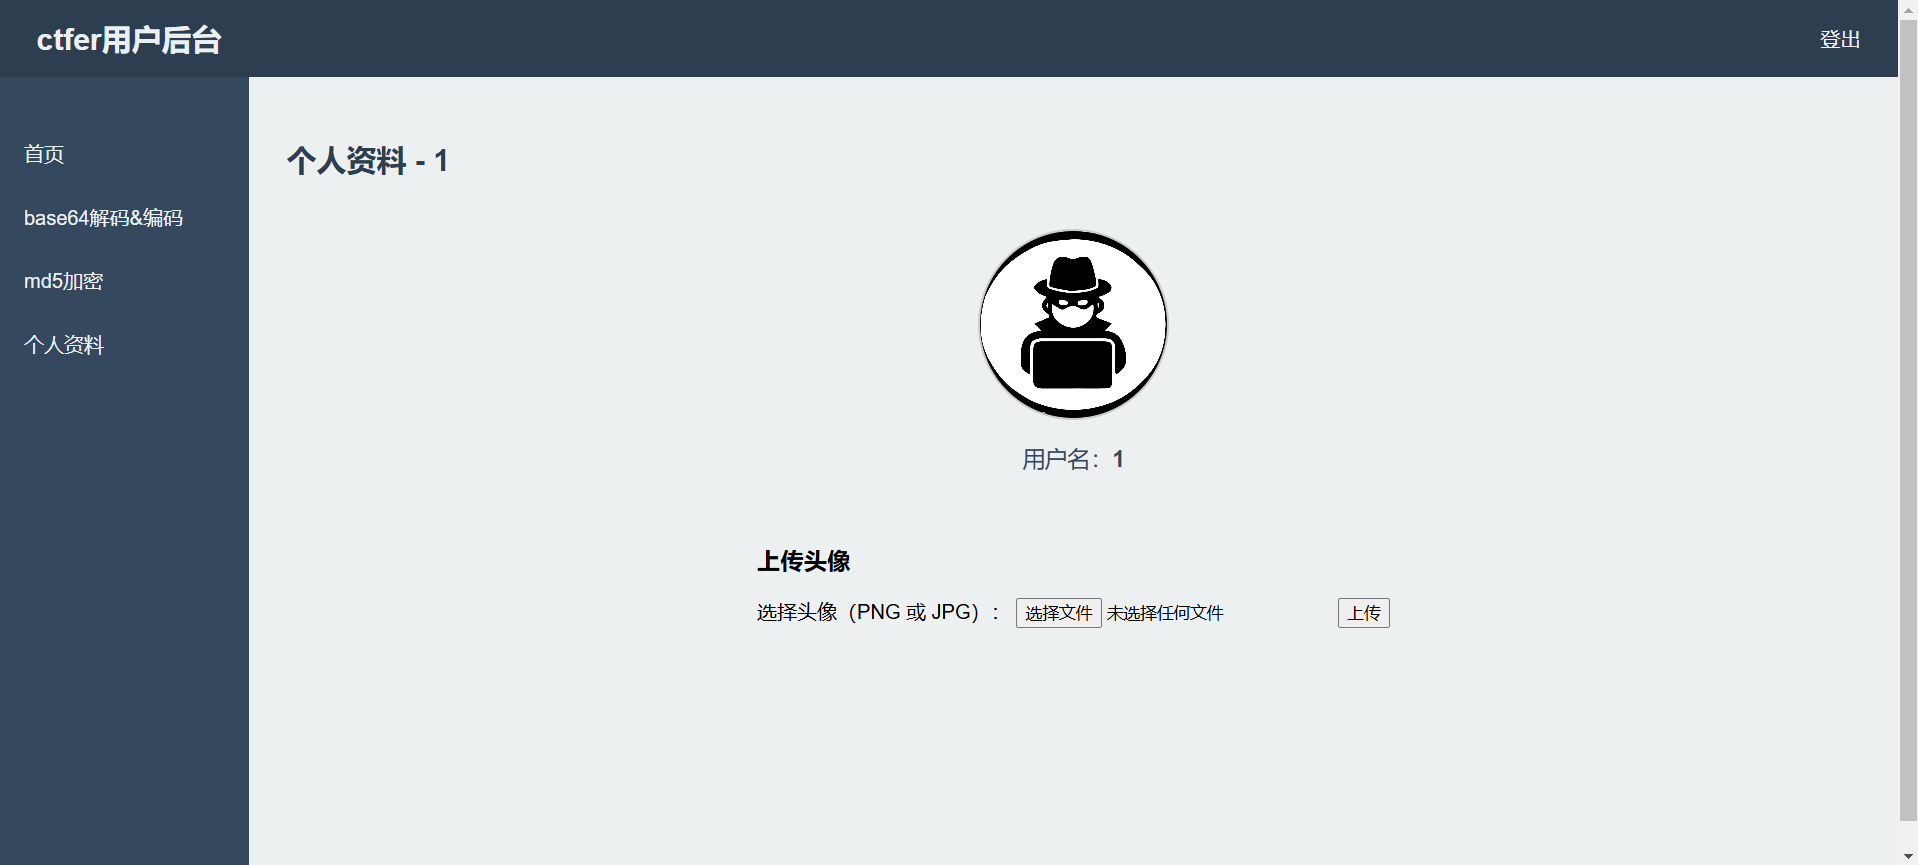 ctfer用户后台
登出
首页
base64解码&编码
md5加密
个人资料
个人资料 - 1
用户名：1
上传头像
选择头像（PNG 或 JPG）： 选择文件 未选择任何文件 上传